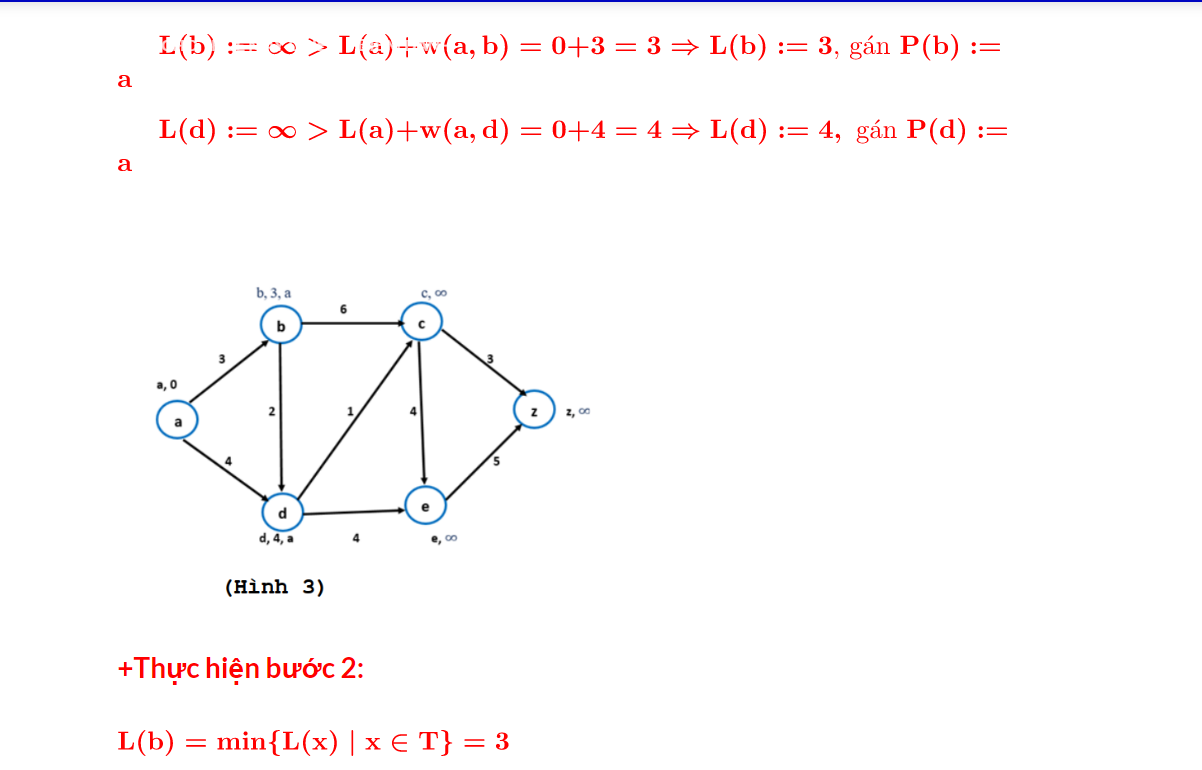 L(b) := ∞ > L(a)+w(a, b) = 0+3 = 3 ⇒ L(b) := 3, gán P(b) :=
a
L(d) := ∞ > L(a)+w(a, d) = 0+4 = 4 ⇒ L(d) := 4, gán P(d) :=
a
b, 3, a
c, ∞
6
b
c
3
3
a, 0
a
2
1
4
z
z, ∞
4
5
d
e
d, 4, a
4
e, ∞
(Hình 3)
+Thực hiện bước 2:
L(b) = min{L(x) | x ∈ T} = 3